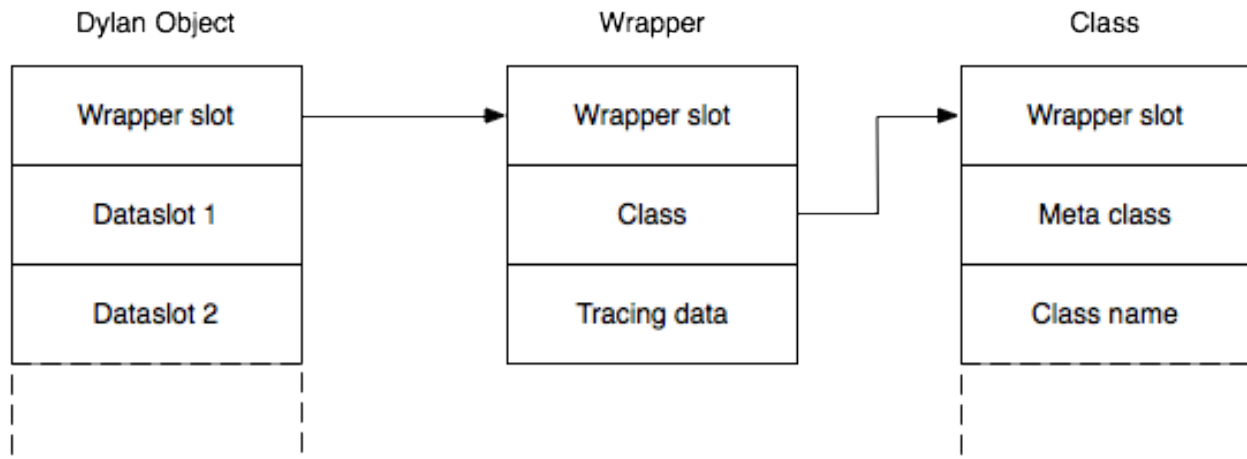 Dylan Object
Wrapper
Class
Wrapper slot
Wrapper slot
Wrapper slot
Dataslot 1
Class
Meta class
Dataslot 2
Tracing data
Class name